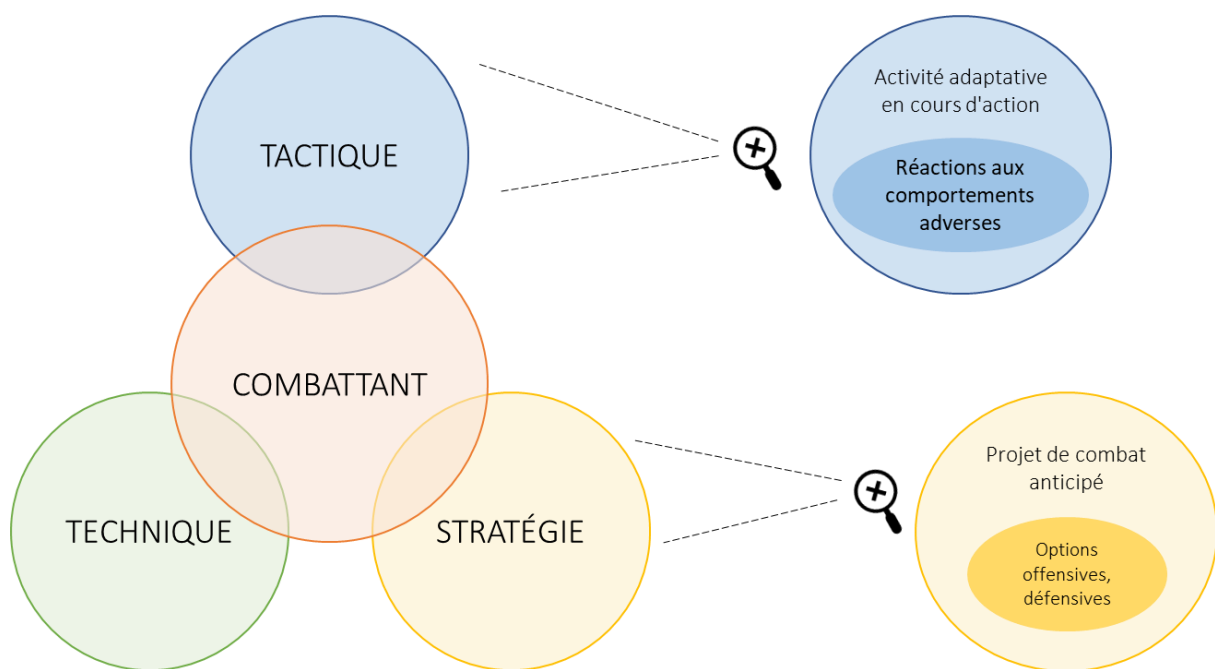 TACTIQUE
Activité adaptative
en cours d'action
Réactions aux
comportements
adverses
COMBATTANT
TECHNIQUE
STRATÉGIE
Projet de combat
anticipé
Options
offensives,
défensives